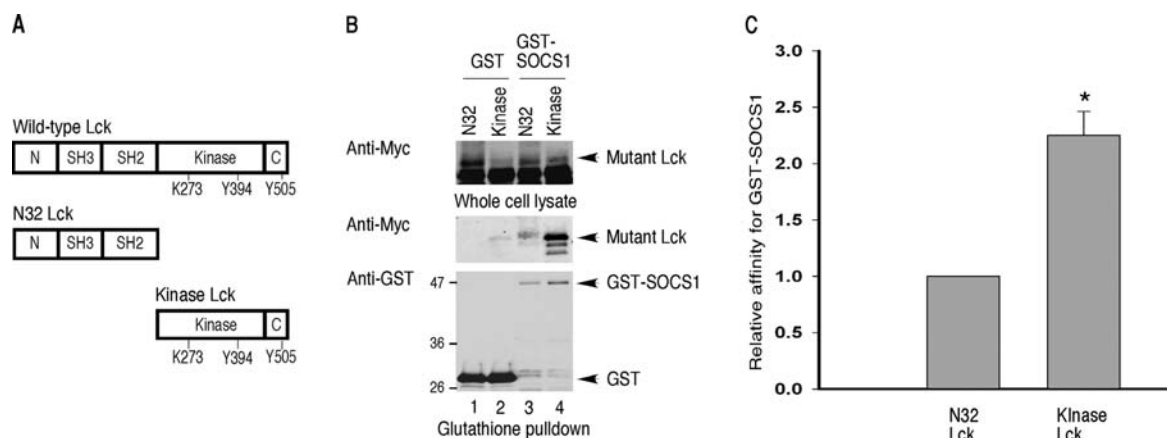 A
Wild-type Lck
N SH3 SH2 Kinase C
K273 Y394 Y505
N32 Lck
N SH3 SH2
Kinase Lck
Kinase C
K273 Y394 Y505
B
GST
GST-
SOCS1
N32 Kinase N32 Kinase
Anti-Myc Mutant Lck
Whole cell lysate
Anti-Myc Mutant Lck
Anti-GST 47 GST-SOCS1
36
26 GST
1 2 3 4
Glutathione pulldown
C
Relative affinity for GST-SOCS1
3.0
2.5
2.0
1.5
1.0
0.5
0.0
*
N32
Lck
KInase
Lck